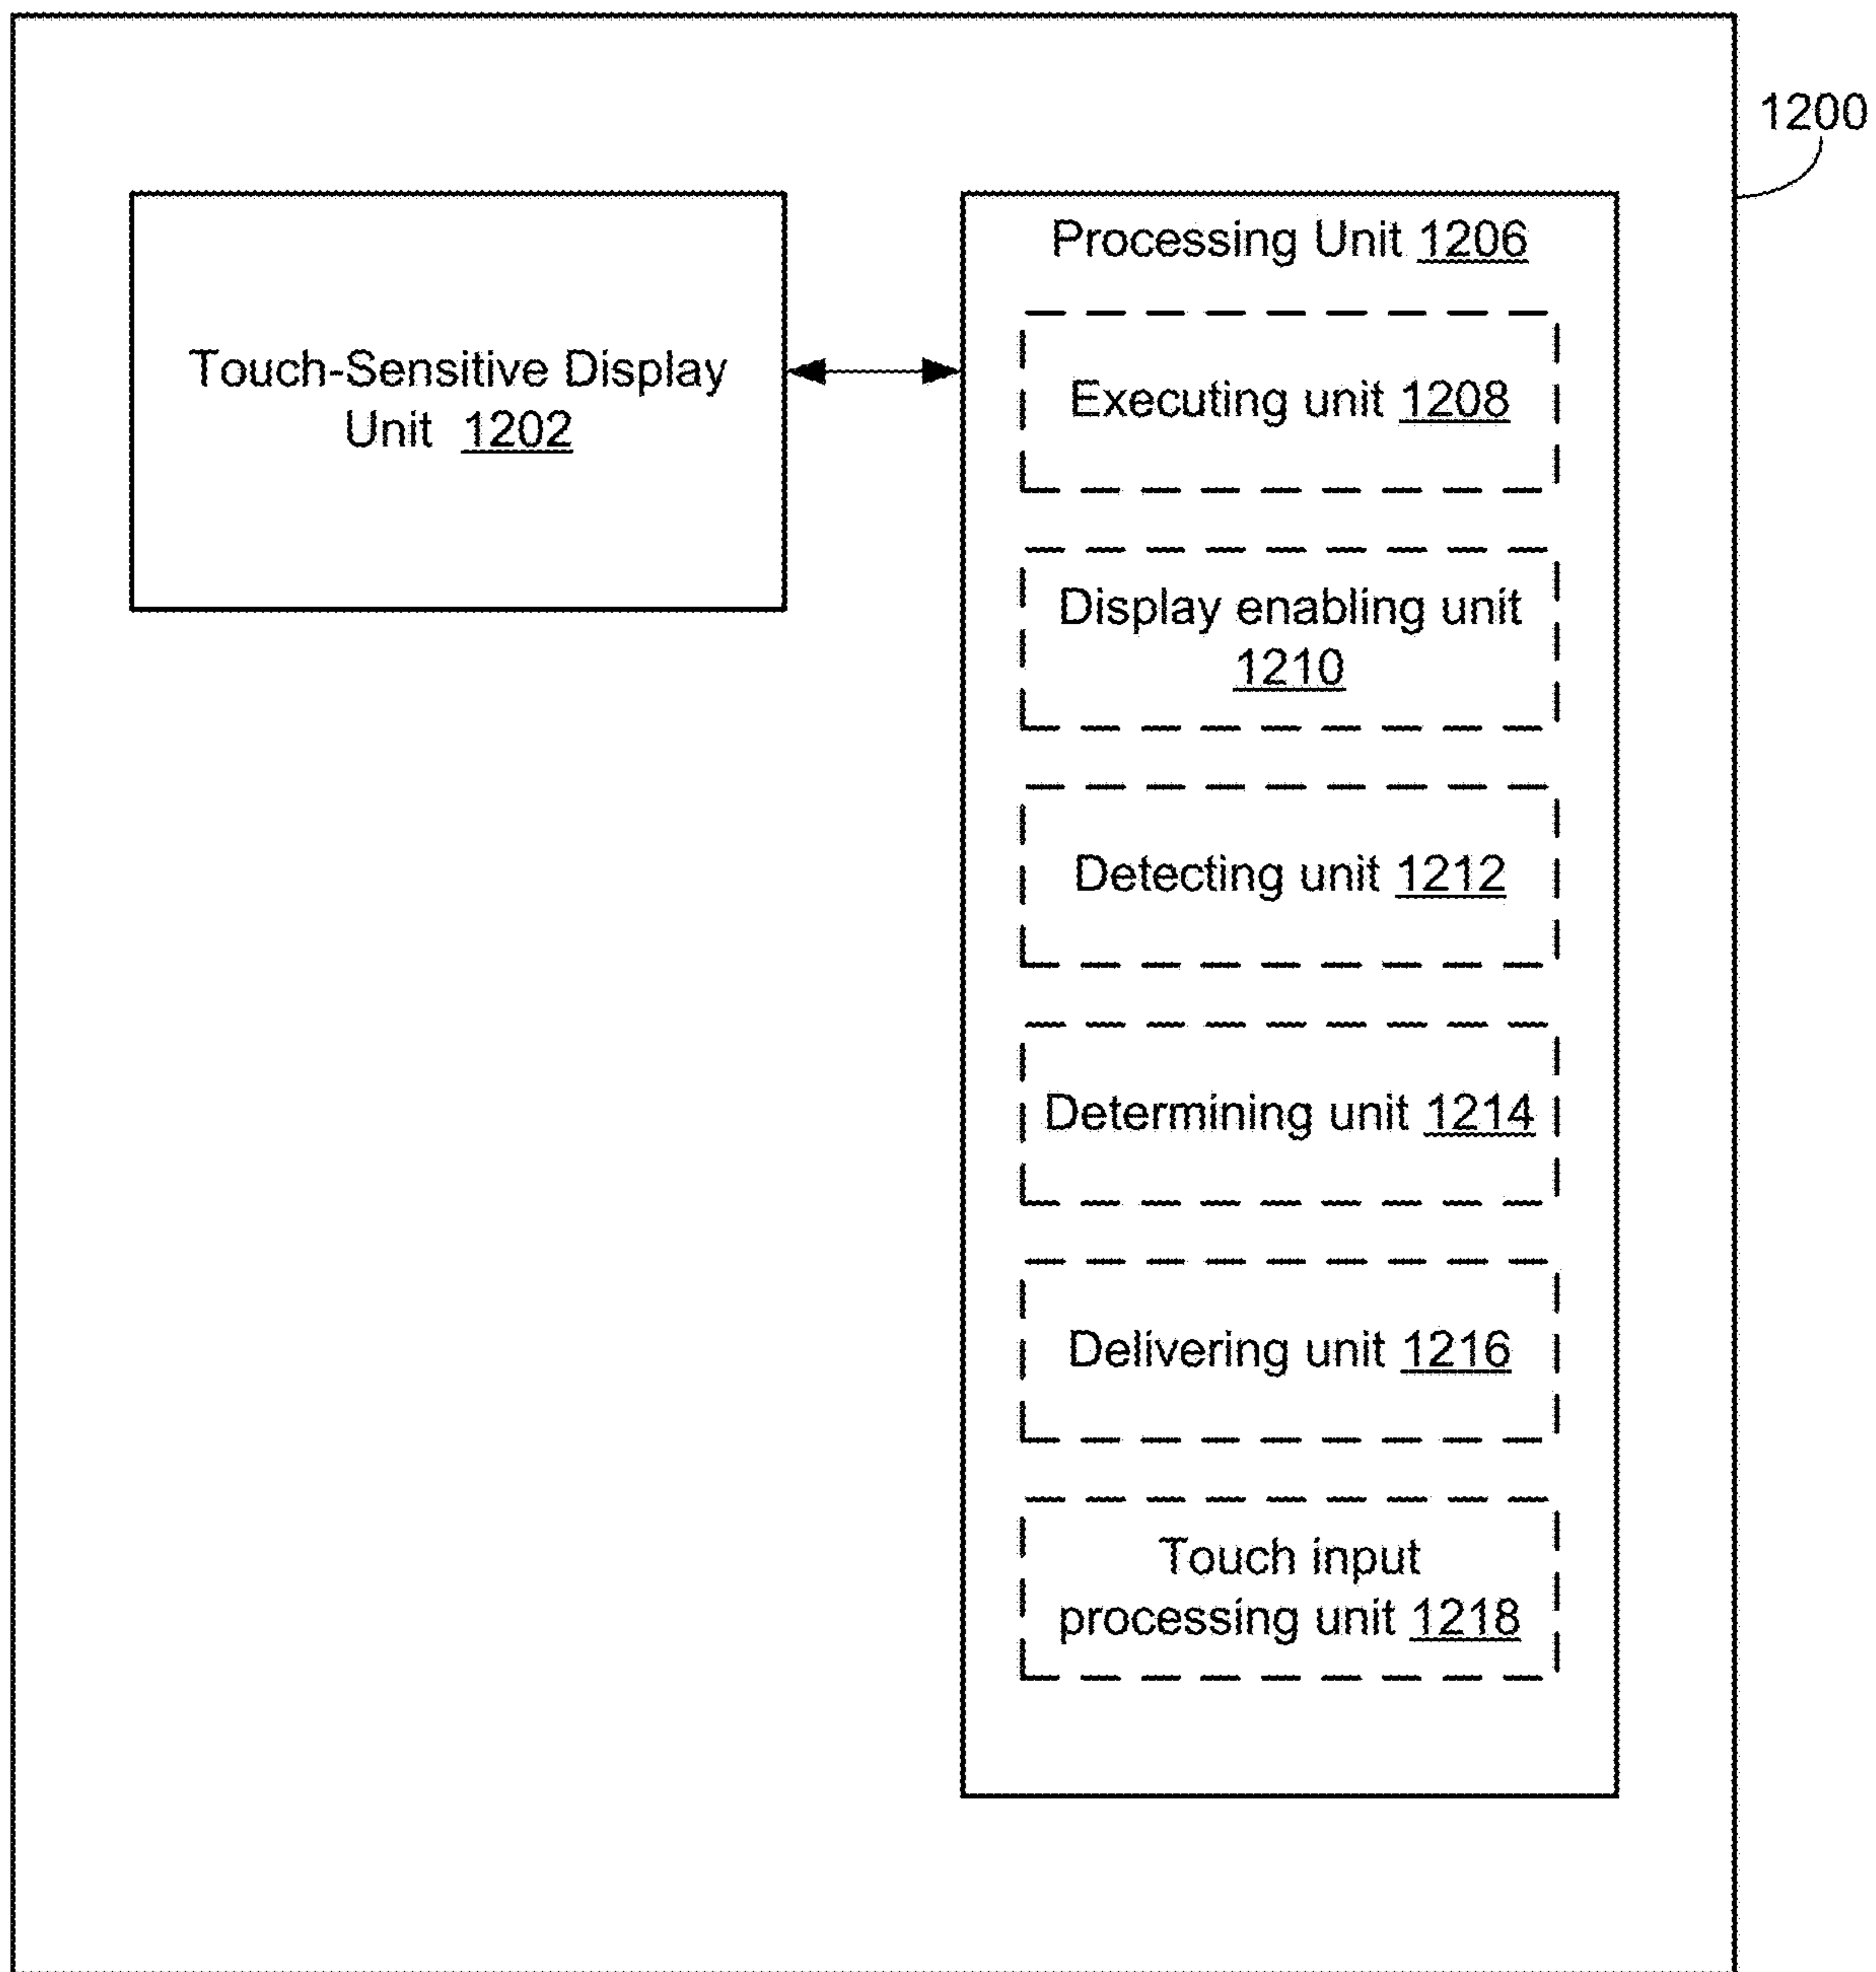 1200
Touch-Sensitive Display
Unit 1202
Processing Unit 1206
Executing unit 1208
Display enabling unit
1210
Detecting unit 1212
Determining unit 1214
Delivering unit 1216
Touch input
processing unit 1218